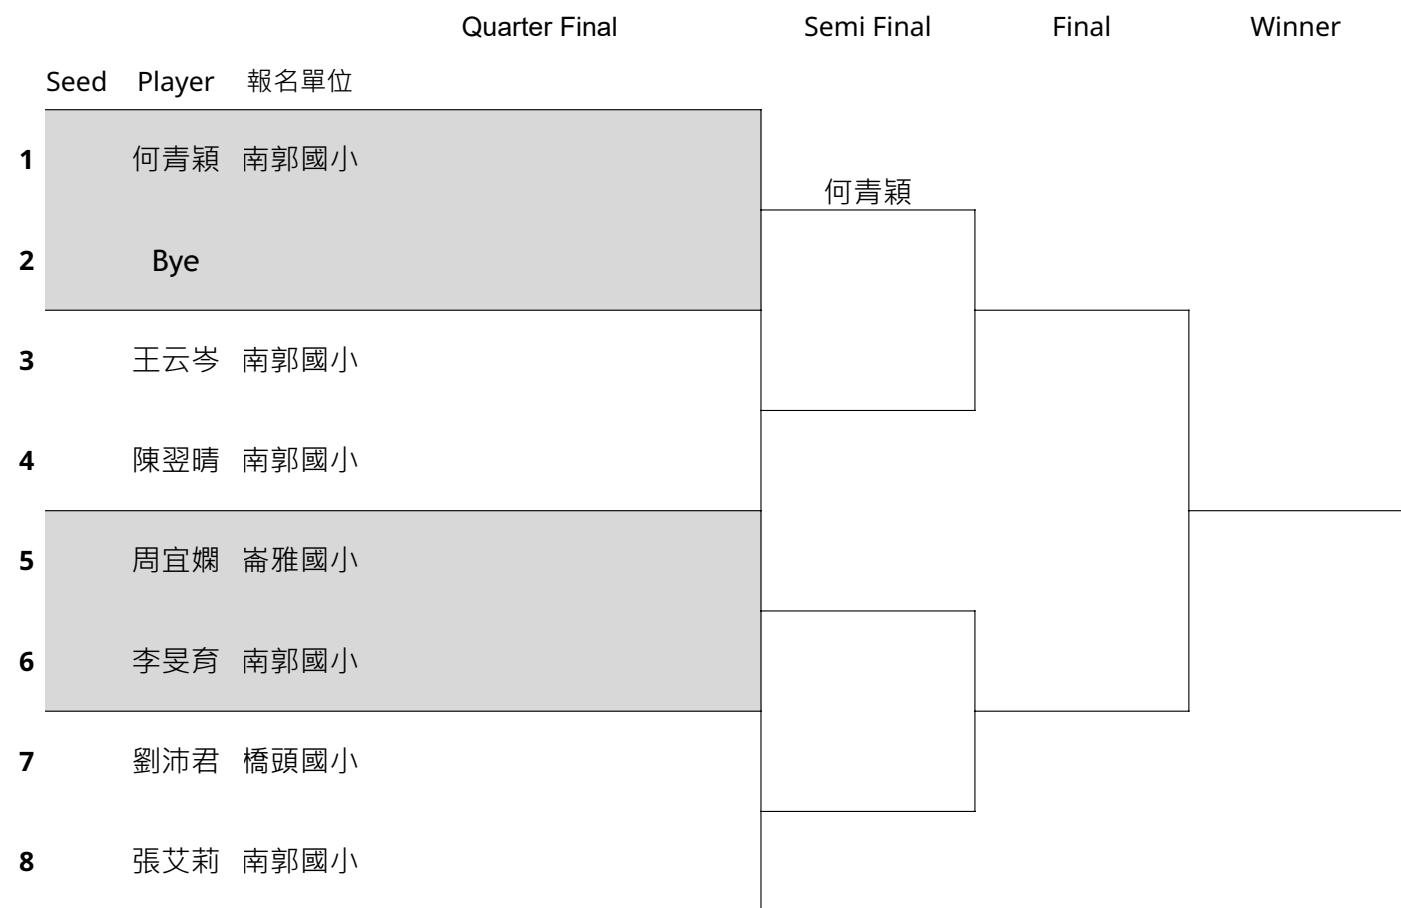 Quarter Final Semi Final Final Winner
Seed Player 報名單位
1 何青穎 南郭國小
何青穎
2 Bye
3 王云岑 南郭國小
4 陳翌晴 南郭國小
5 周宜嫻 崙雅國小
6 李旻育 南郭國小
7 劉沛君 橋頭國小
8 張艾莉 南郭國小